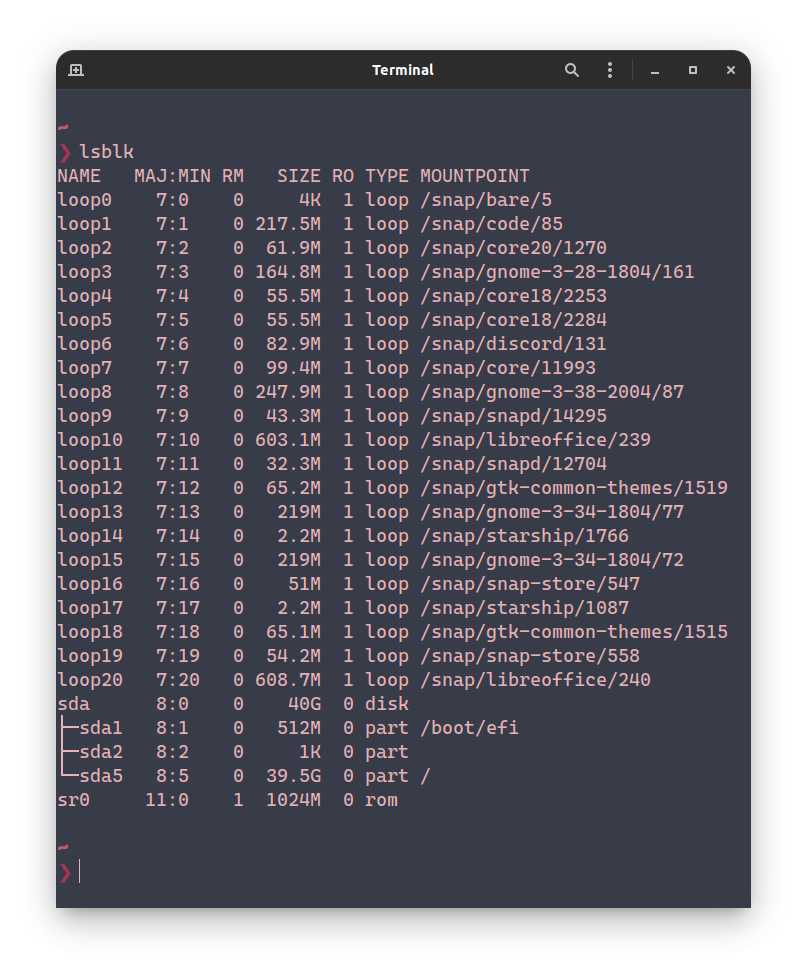 Terminal
~
❯ lsblk
NAME   MAJ:MIN RM   SIZE RO TYPE MOUNTPOINT
loop0    7:0    0     4K  1 loop /snap/bare/5
loop1    7:1    0 217.5M  1 loop /snap/code/85
loop2    7:2    0  61.9M  1 loop /snap/core20/1270
loop3    7:3    0 164.8M  1 loop /snap/gnome-3-28-1804/161
loop4    7:4    0  55.5M  1 loop /snap/core18/2253
loop5    7:5    0  55.5M  1 loop /snap/core18/2284
loop6    7:6    0  82.9M  1 loop /snap/discord/131
loop7    7:7    0  99.4M  1 loop /snap/core/11993
loop8    7:8    0 247.9M  1 loop /snap/gnome-3-38-2004/87
loop9    7:9    0  43.3M  1 loop /snap/snapd/14295
loop10   7:10   0 603.1M  1 loop /snap/libreoffice/239
loop11   7:11   0  32.3M  1 loop /snap/snapd/12704
loop12   7:12   0  65.2M  1 loop /snap/gtk-common-themes/1519
loop13   7:13   0   219M  1 loop /snap/gnome-3-34-1804/77
loop14   7:14   0   2.2M  1 loop /snap/starship/1766
loop15   7:15   0   219M  1 loop /snap/gnome-3-34-1804/72
loop16   7:16   0    51M  1 loop /snap/snap-store/547
loop17   7:17   0   2.2M  1 loop /snap/starship/1087
loop18   7:18   0  65.1M  1 loop /snap/gtk-common-themes/1515
loop19   7:19   0  54.2M  1 loop /snap/snap-store/558
loop20   7:20   0 608.7M  1 loop /snap/libreoffice/240
sda      8:0    0    40G  0 disk
├─sda1   8:1    0   512M  0 part /boot/efi
├─sda2   8:2    0     1K  0 part
└─sda5   8:5    0  39.5G  0 part /
sr0     11:0    1  1024M  0 rom
~
❯